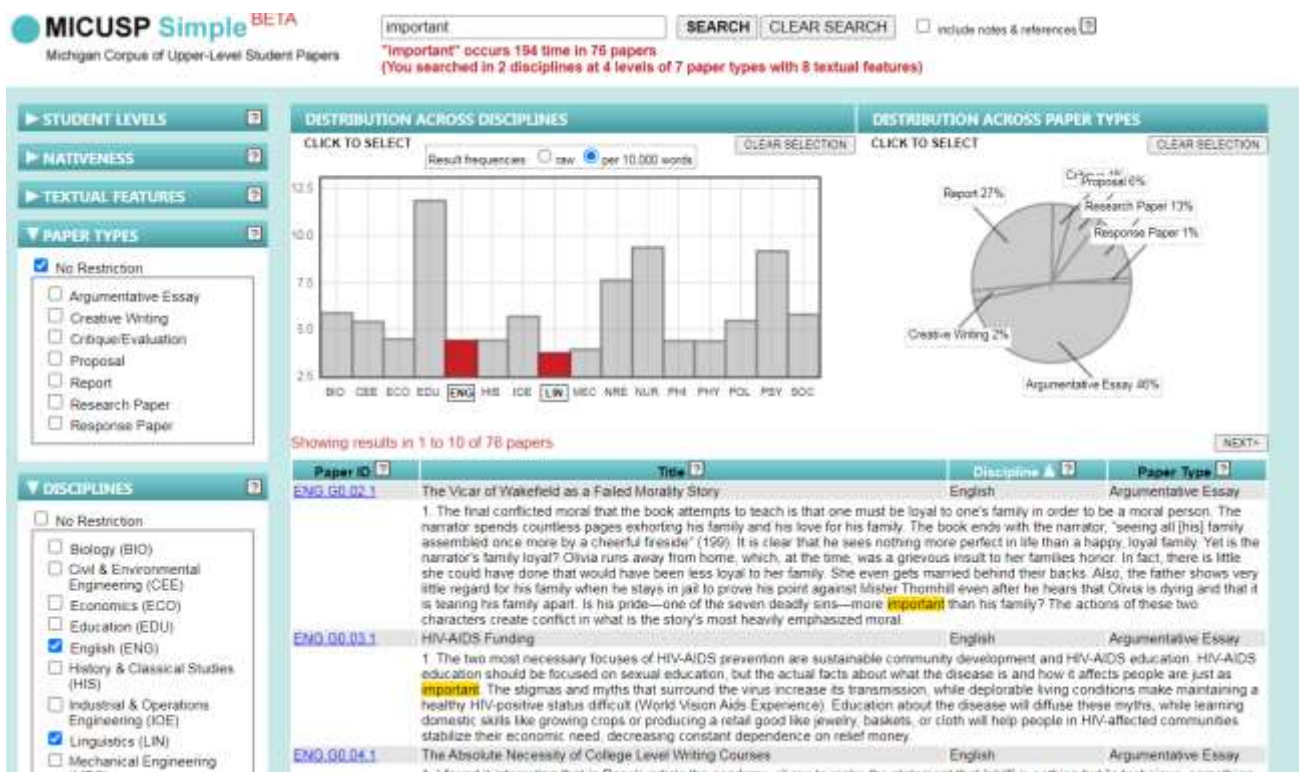 MICUSP Simple BETA
Michigan Corpus of Upper-Level Student Papers
important
SEARCH
CLEAR SEARCH
include notes & references ?
"Important" occurs 194 time in 76 papers
(You searched in 2 disciplines at 4 levels of 7 paper types with 8 textual features)
STUDENT LEVELS ?
NATIVENESS ?
TEXTUAL FEATURES ?
PAPER TYPES ?
No Restriction
Argumentative Essay
Creative Writing
Critique/Evaluation
Proposal
Report
Research Paper
Response Paper
DISCIPLINES ?
No Restriction
Biology (BIO)
Civil & Environmental
Engineering (CEE)
Economics (ECO)
Education (EDU)
English (ENG)
History & Classical Studies
(HIS)
Industrial & Operations
Engineering (IOE)
Linguistics (LIN)
Mechanical Engineering
DISTRIBUTION ACROSS DISCIPLINES
CLICK TO SELECT
Result frequencies: raw per 10,000 words
CLEAR SELECTION
12.5
10.0
7.5
5.0
2.5
BIO CEE ECO EDU ENG HIS IOE LIN MEC NRE NUR PHI PHY POL PSY SOC
DISTRIBUTION ACROSS PAPER TYPES
CLICK TO SELECT
CLEAR SELECTION
Proposal 6%
Report 27%
Research Paper 13%
Response Paper 1%
Creative Writing 2%
Argumentative Essay 46%
Showing results in 1 to 10 of 76 papers
NEXT>
Paper ID ? Title ? Discipline ▲ ? Paper Type ?
ENG.G0.02.1 The Vicar of Wakefield as a Failed Morality Story English Argumentative Essay
1. The final conflicted moral that the book attempts to teach is that one must be loyal to one's family in order to be a moral person. The
narrator spends countless pages exhorting his family and his love for his family. The book ends with the narrator, "seeing all [his] family
assembled once more by a cheerful fireside" (199). It is clear that he sees nothing more perfect in life than a happy, loyal family. Yet is the
narrator's family loyal? Olivia runs away from home, which, at the time, was a grievous insult to her families honor. In fact, there is little
she could have done that would have been less loyal to her family. She even gets married behind their backs. Also, the father shows very
little regard for his family when he stays in jail to prove his point against Mister Thornhill even after he hears that Olivia is dying and that it
is tearing his family apart. Is his pride—one of the seven deadly sins—more important than his family? The actions of these two
characters create conflict in what is the story's most heavily emphasized moral.
ENG.G0.03.1 HIV-AIDS Funding English Argumentative Essay
1. The two most necessary focuses of HIV-AIDS prevention are sustainable community development and HIV-AIDS education. HIV-AIDS
education should be focused on sexual education, but the actual facts about what the disease is and how it affects people are just as
important. The stigmas and myths that surround the virus increase its transmission, while deplorable living conditions make maintaining a
healthy HIV-positive status difficult (World Vision Aids Experience). Education about the disease will diffuse these myths, while learning
domestic skills like growing crops or producing a retail good like jewelry, baskets, or cloth will help people in HIV-affected communities
stabilize their economic need, decreasing constant dependence on relief money.
ENG.G0.04.1 The Absolute Necessity of College Level Writing Courses English Argumentative Essay